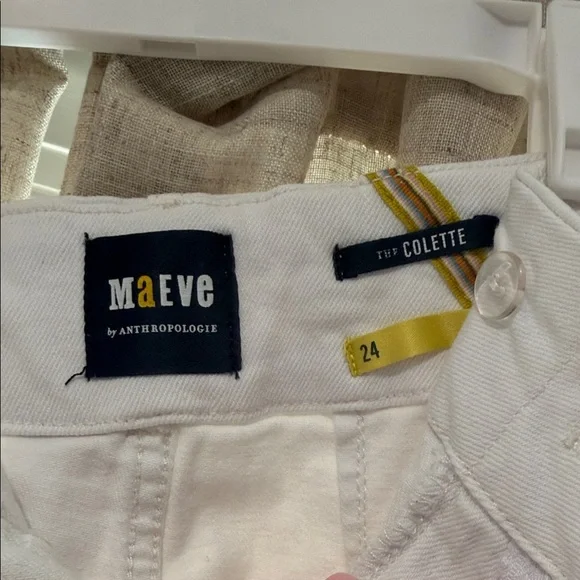 MaEVe
by ANTHROPOLOGIE
THE COLETTE
24